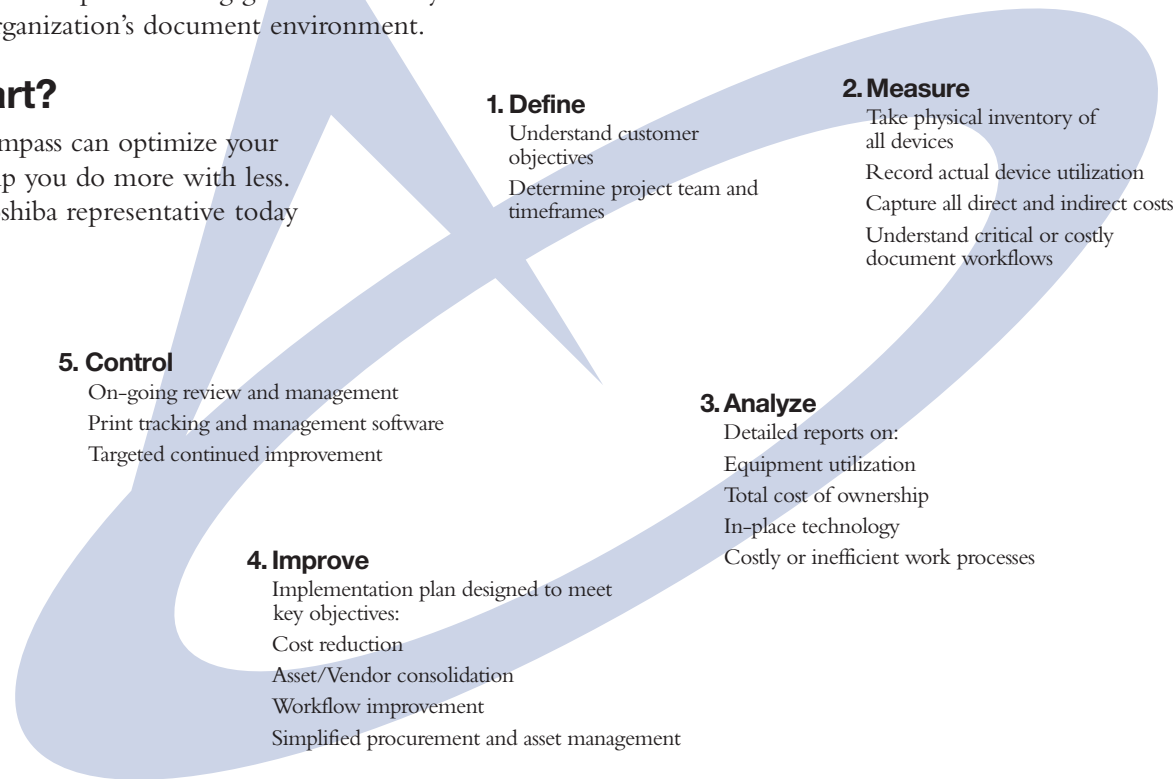 organization's document environment.
art?
mpass can optimize your
lp you do more with less.
shiba representative today
1. Define
Understand customer
objectives
Determine project team and
timeframes
2. Measure
Take physical inventory of
all devices
Record actual device utilization
Capture all direct and indirect costs
Understand critical or costly
document workflows
5. Control
On-going review and management
Print tracking and management software
Targeted continued improvement
3. Analyze
Detailed reports on:
Equipment utilization
Total cost of ownership
In-place technology
Costly or inefficient work processes
4. Improve
Implementation plan designed to meet
key objectives:
Cost reduction
Asset/Vendor consolidation
Workflow improvement
Simplified procurement and asset management